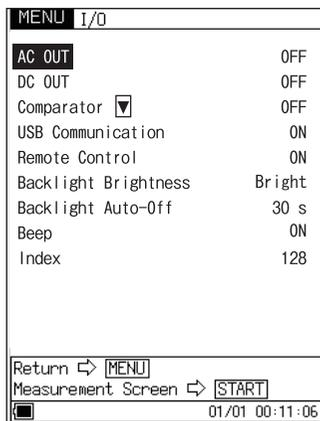 MENU I/O
AC OUT OFF
DC OUT OFF
Comparator ▼ OFF
USB Communication ON
Remote Control ON
Backlight Brightness Bright
Backlight Auto-Off 30 s
Beep ON
Index 128
Return ⇨ MENU
Measurement Screen ⇨ START
01/01 00:11:06